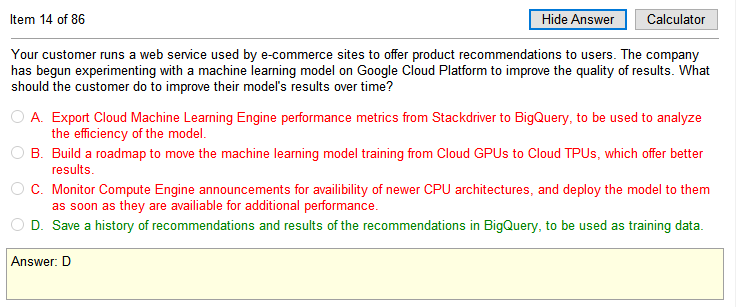 Item 14 of 86
Hide Answer
Calculator
Your customer runs a web service used by e-commerce sites to offer product recommendations to users. The company
has begun experimenting with a machine learning model on Google Cloud Platform to improve the quality of results. What
should the customer do to improve their model's results over time?
A. Export Cloud Machine Learning Engine performance metrics from Stackdriver to BigQuery, to be used to analyze
the efficiency of the model.
B. Build a roadmap to move the machine learning model training from Cloud GPUs to Cloud TPUs, which offer better
results.
C. Monitor Compute Engine announcements for availibility of newer CPU architectures, and deploy the model to them
as soon as they are availiable for additional performance.
D. Save a history of recommendations and results of the recommendations in BigQuery, to be used as training data.
Answer: D